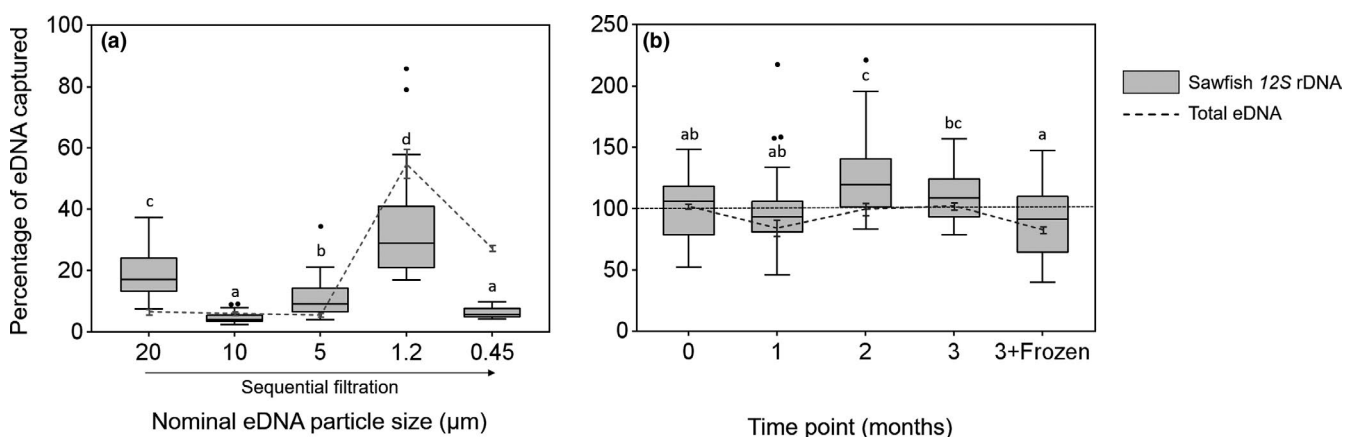 Percentage of eDNA captured
100
80
60
40
20
0
(a)
c
a
b
d
a
20 10 5 1.2 0.45
Sequential filtration
Nominal eDNA particle size (µm)
250
200
150
100
50
0
(b)
ab
ab
c
bc
a
0 1 2 3 3+Frozen
Time point (months)
Sawfish 12S rDNA
Total eDNA